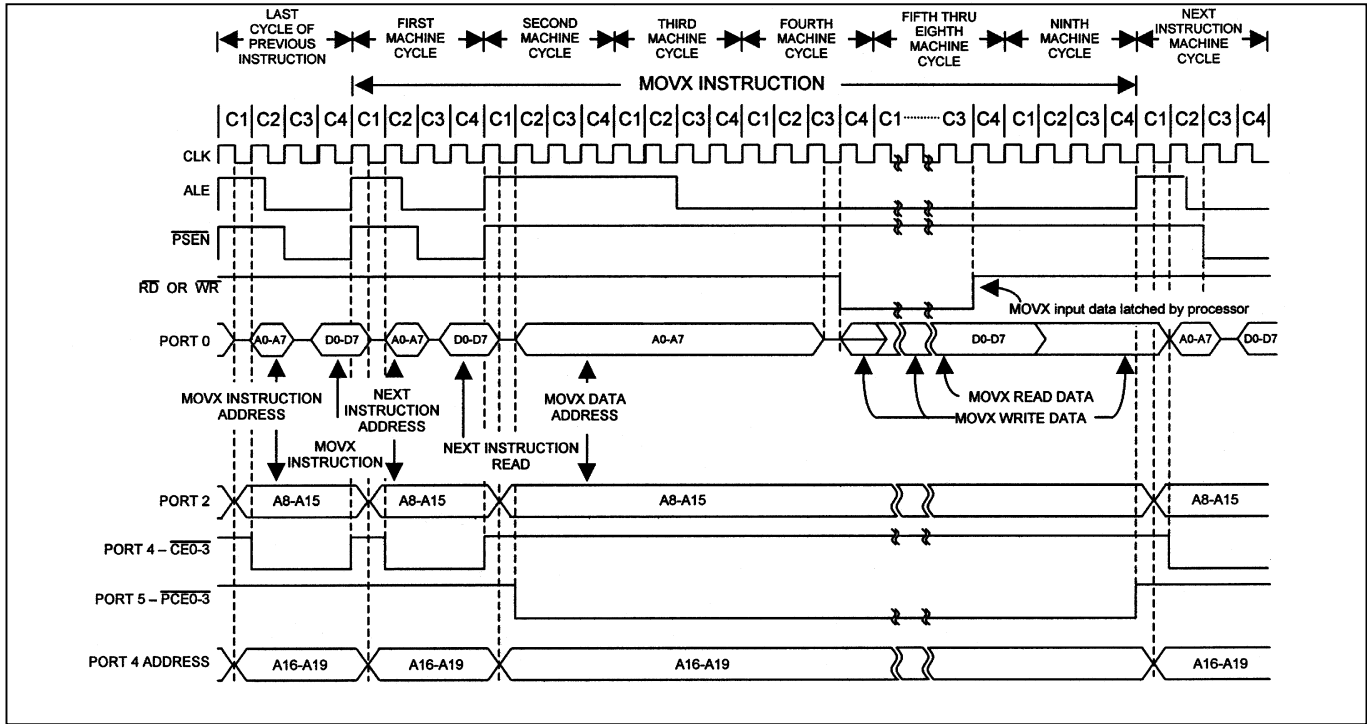 LAST CYCLE OF PREVIOUS INSTRUCTION
FIRST MACHINE CYCLE
SECOND MACHINE CYCLE
THIRD MACHINE CYCLE
FOURTH MACHINE CYCLE
FIFTH THRU EIGHTH MACHINE CYCLE
NINTH MACHINE CYCLE
NEXT INSTRUCTION MACHINE CYCLE
MOVX INSTRUCTION
C1 C2 C3 C4 C1 C2 C3 C4 C1 C2 C3 C4 C1 C2 C3 C4 C1 C2 C3 C4 C1 C3 C4 C1 C2 C3 C4 C1 C2 C3 C4
CLK
ALE
PSEN
RD OR WR
MOVX input data latched by processor
PORT 0
A0-A7 D0-D7 A0-A7 D0-D7 A0-A7 D0-D7 A0-A7 D0-D7
MOVX INSTRUCTION ADDRESS
NEXT INSTRUCTION ADDRESS
MOVX DATA ADDRESS
MOVX READ DATA
MOVX WRITE DATA
MOVX INSTRUCTION
NEXT INSTRUCTION READ
PORT 2
A8-A15 A8-A15 A8-A15 A8-A15
PORT 4 – CE0-3
PORT 5 – PCE0-3
PORT 4 ADDRESS
A16-A19 A16-A19 A16-A19 A16-A19